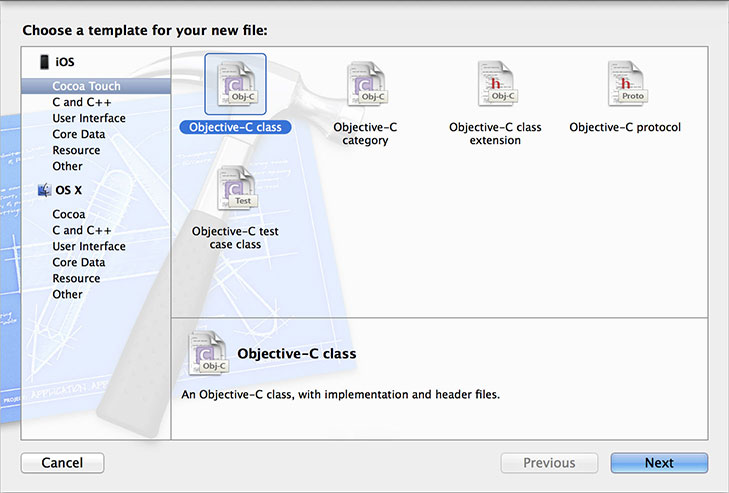 Choose a template for your new file:
iOS
Cocoa Touch
C and C++
User Interface
Core Data
Resource
Other
OS X
Cocoa
C and C++
User Interface
Core Data
Resource
Other
Obj-C
Objective-C class
Obj-C
Objective-C
category
Obj-C
Objective-C class
extension
Proto
Objective-C protocol
Test
Objective-C test
case class
Obj-C
Objective-C class
An Objective-C class, with implementation and header files.
Cancel
Previous
Next